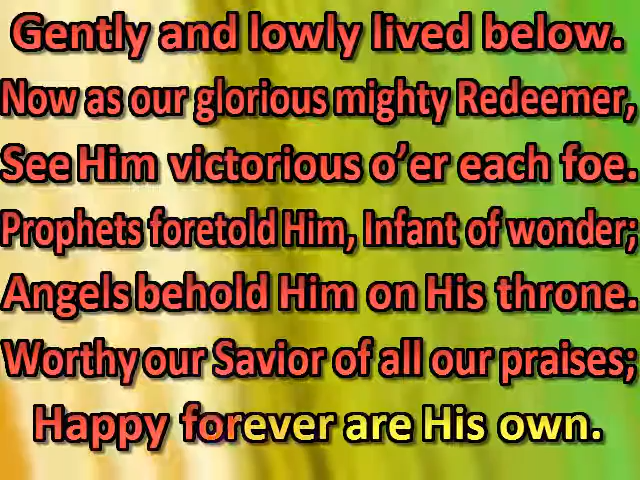 Gently and lowly lived below.
Now as our glorious mighty Redeemer,
See Him victorious o’er each foe.
Prophets foretold Him, Infant of wonder;
Angels behold Him on His throne.
Worthy our Savior of all our praises;
Happy forever are His own.